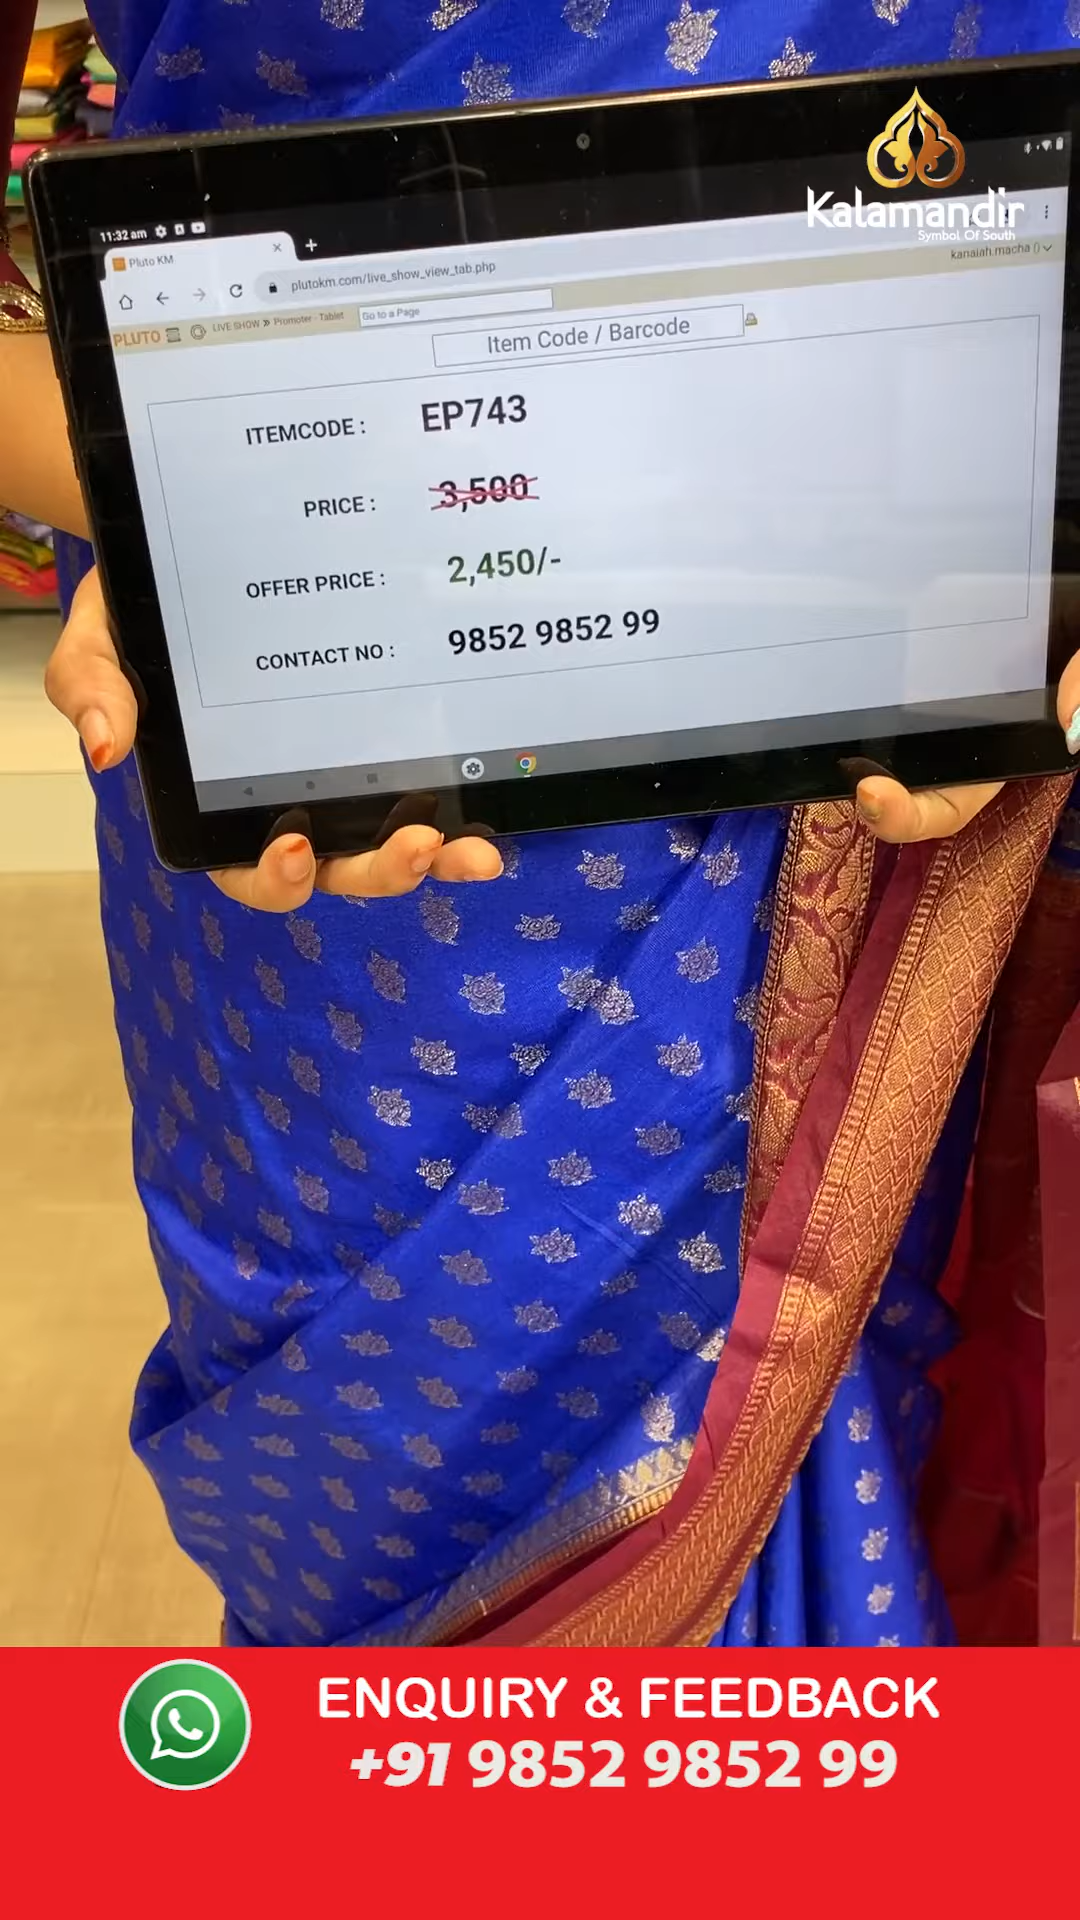 Kalamandir
Symbol Of South
11:32 am
Pluto KM
plutokm.com/live_show_view_tab.php
kanaiah.macha ()
PLUTO
LIVE SHOW » Promoter - Tablet
Go to a Page
Item Code / Barcode
ITEMCODE : EP743
PRICE : 3,500
OFFER PRICE : 2,450/-
CONTACT NO : 9852 9852 99
ENQUIRY & FEEDBACK
+91 9852 9852 99